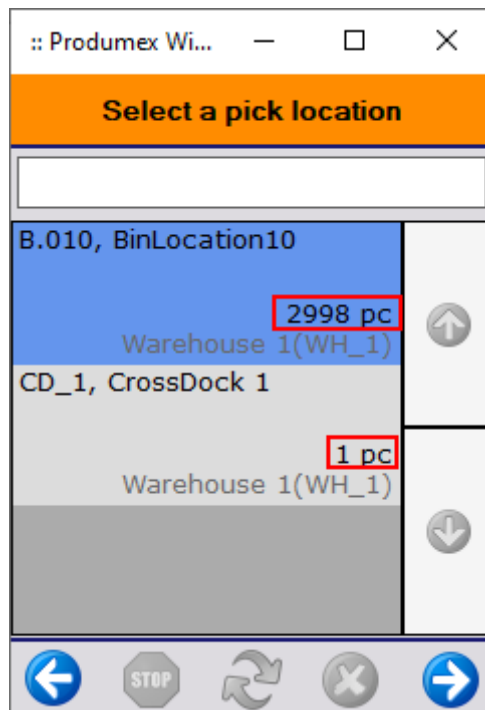 :: Produmex Wi...
Select a pick location
B.010, BinLocation10
2998 pc
Warehouse 1(WH_1)
CD_1, CrossDock 1
1 pc
Warehouse 1(WH_1)
STOP